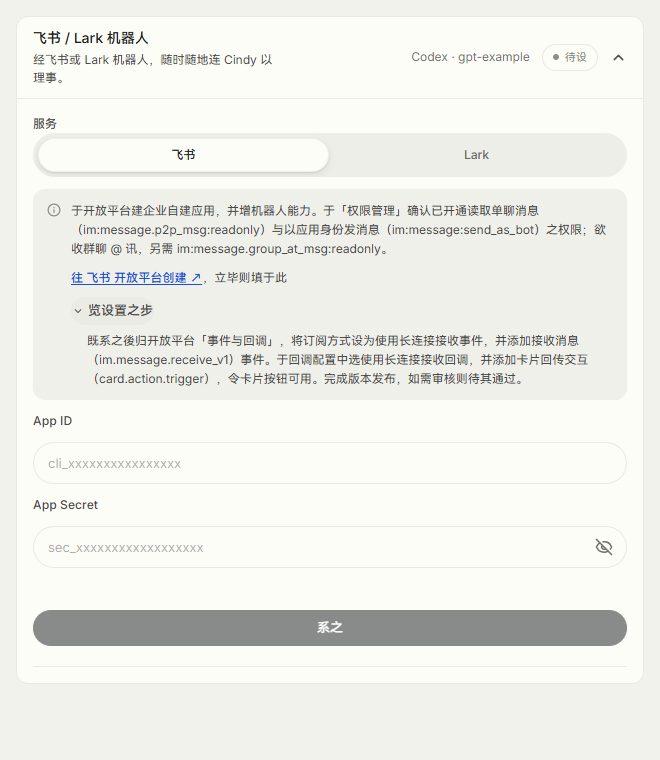 飞书 / Lark 机器人
经飞书或 Lark 机器人，随时随地连 Cindy 以
理事。
Codex · gpt-example
待设
服务
飞书
Lark
于开放平台建企业自建应用，并增机器人能力。于「权限管理」确认已开通读取单聊消息
（im:message.p2p_msg:readonly）与以应用身份发消息（im:message:send_as_bot）之权限；欲
收群聊 @ 讯，另需 im:message.group_at_msg:readonly。
往 飞书 开放平台创建 ↗，立毕则填于此
览设置之步
既系之後归开放平台「事件与回调」，将订阅方式设为使用长连接接收事件，并添加接收消息
（im.message.receive_v1）事件。于回调配置中选使用长连接接收回调，并添加卡片回传交互
（card.action.trigger），令卡片按钮可用。完成版本发布，如需审核则待其通过。
App ID
cli_xxxxxxxxxxxxxxxx
App Secret
sec_xxxxxxxxxxxxxxxxxx
系之